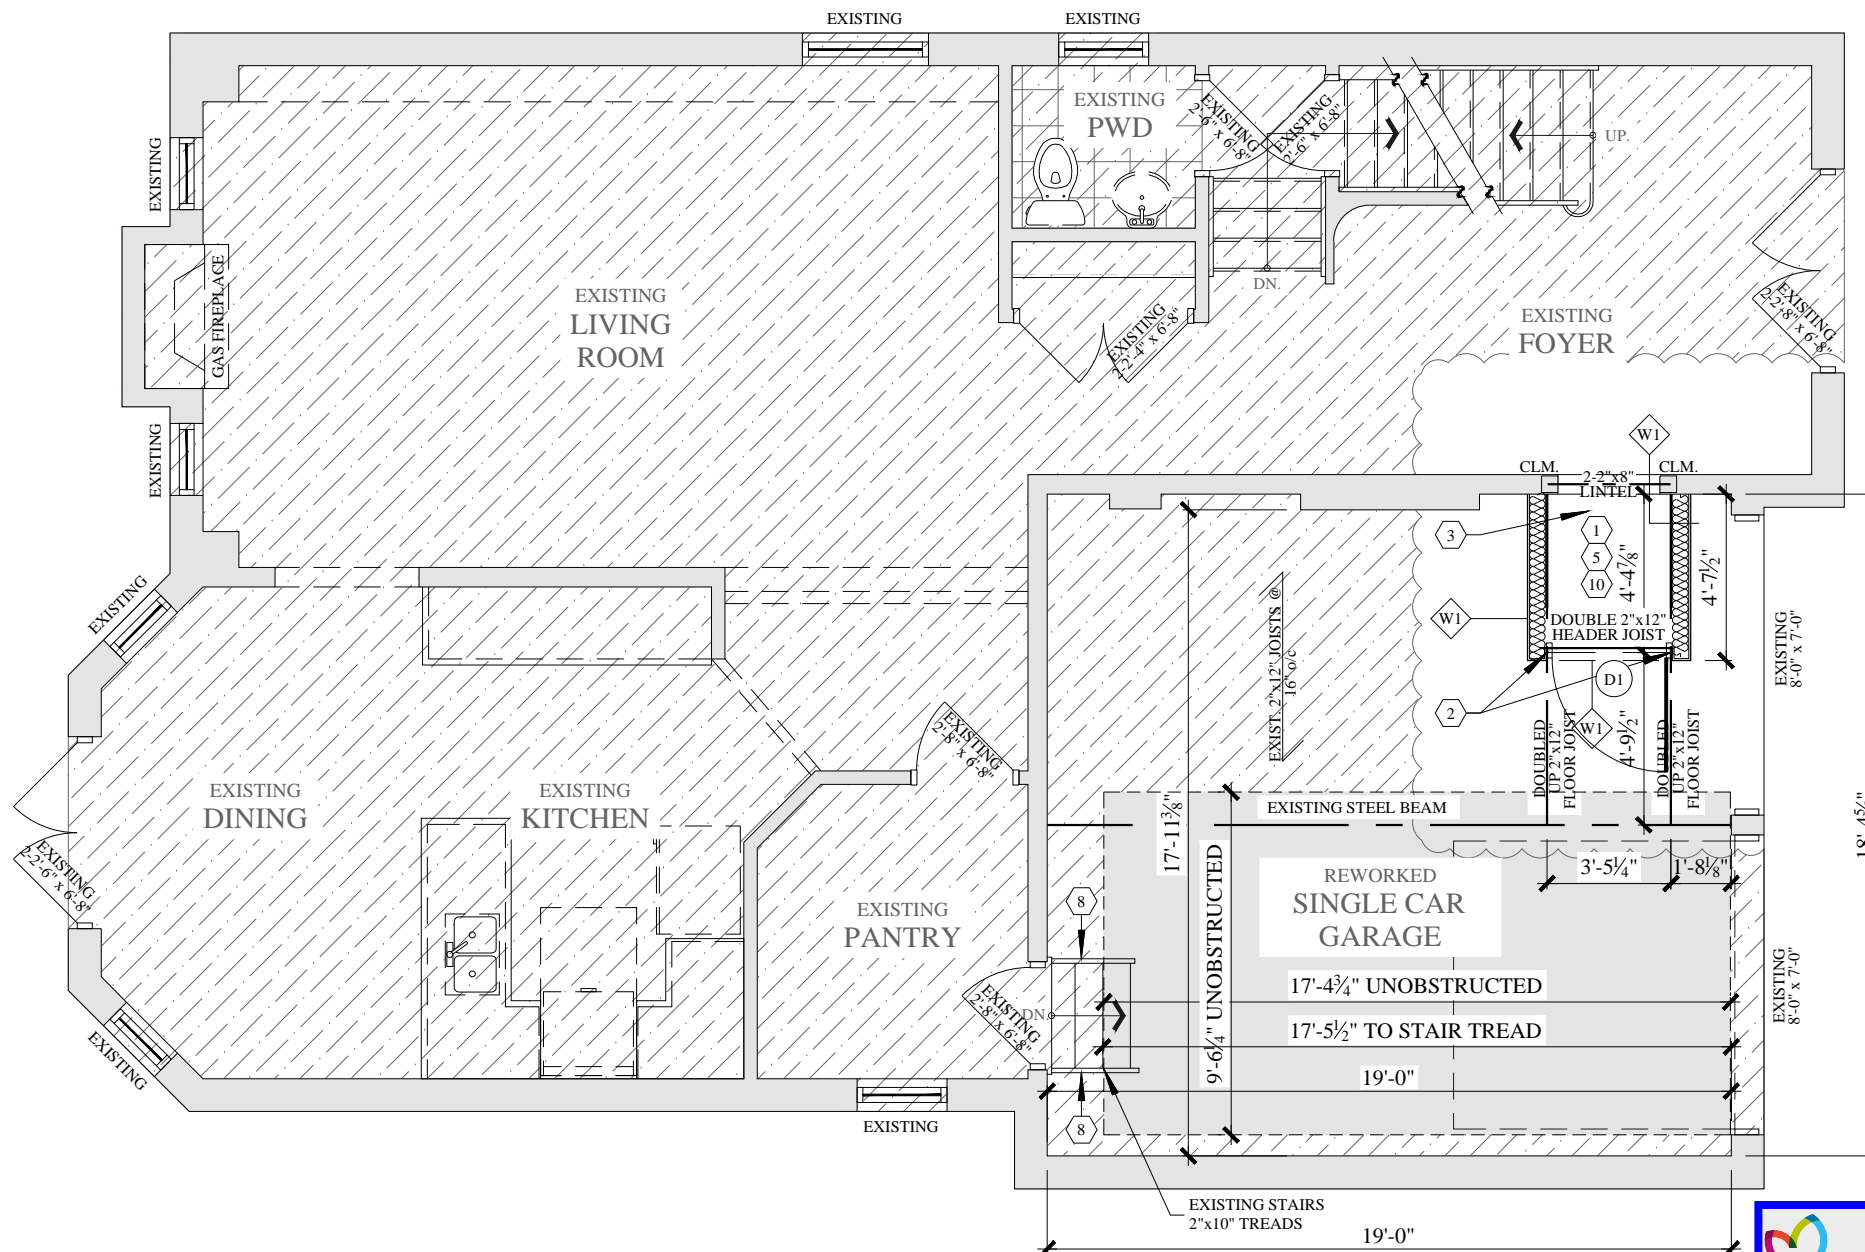 EXISTING
EXISTING
EXISTING
PWD
EXISTING
2'-6" x 6'-8"
EXISTING
2'-6" x 6'-8"
UP.
EXISTING
DN.
GAS FIREPLACE
EXISTING
LIVING
ROOM
EXISTING
2-2'-4" x 6'-8"
EXISTING
FOYER
EXISTING
2-2'-8" x 6'-8"
EXISTING
W1
CLM.
2-2"x8"
LINTEL
CLM.
3
1
5
10
4'-4⅞"
4'-7½"
EXISTING
8'-0" x 7'-0"
DOUBLE 2"x12"
HEADER JOIST
W1
D1
2
W1
EXIST. 2"x12" JOISTS @
16" o/c
DOUBLED
UP 2"x12"
FLOOR JOIST
4'-9½"
DOUBLED
UP 2"x12"
FLOOR JOIST
EXISTING
EXISTING
2'-8" x 6'-8"
EXISTING
DINING
EXISTING
KITCHEN
EXISTING STEEL BEAM
17'-11⅜"
3'-5¼"
1'-8⅛"
EXISTING
2-2'-6" x 6'-8"
REWORKED
SINGLE CAR
GARAGE
EXISTING
PANTRY
8
9'-6¼" UNOBSTRUCTED
17'-4¾" UNOBSTRUCTED
EXISTING
8'-0" x 7'-0"
EXISTING
2'-8" x 6'-8"
DN.
17'-5½" TO STAIR TREAD
19'-0"
EXISTING
EXISTING
8
EXISTING STAIRS
2"x10" TREADS
19'-0"